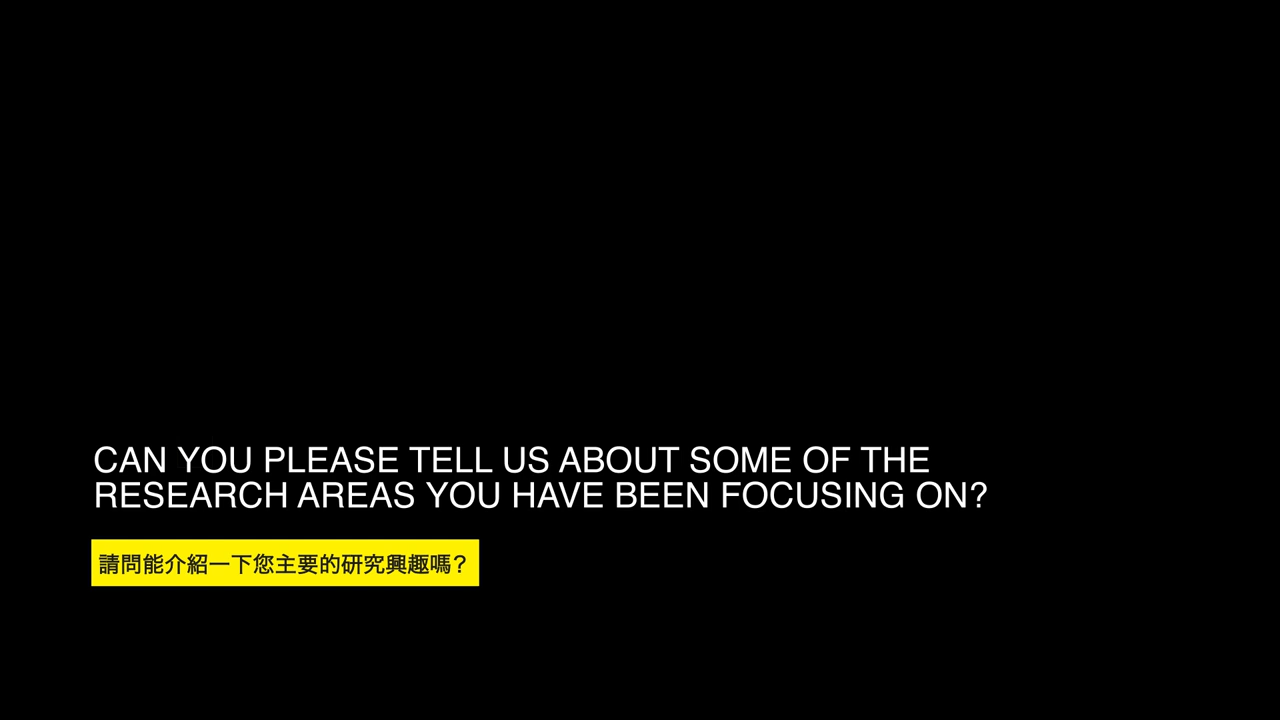 CAN YOU PLEASE TELL US ABOUT SOME OF THE
RESEARCH AREAS YOU HAVE BEEN FOCUSING ON?
請問能介紹一下您主要的研究興趣嗎？